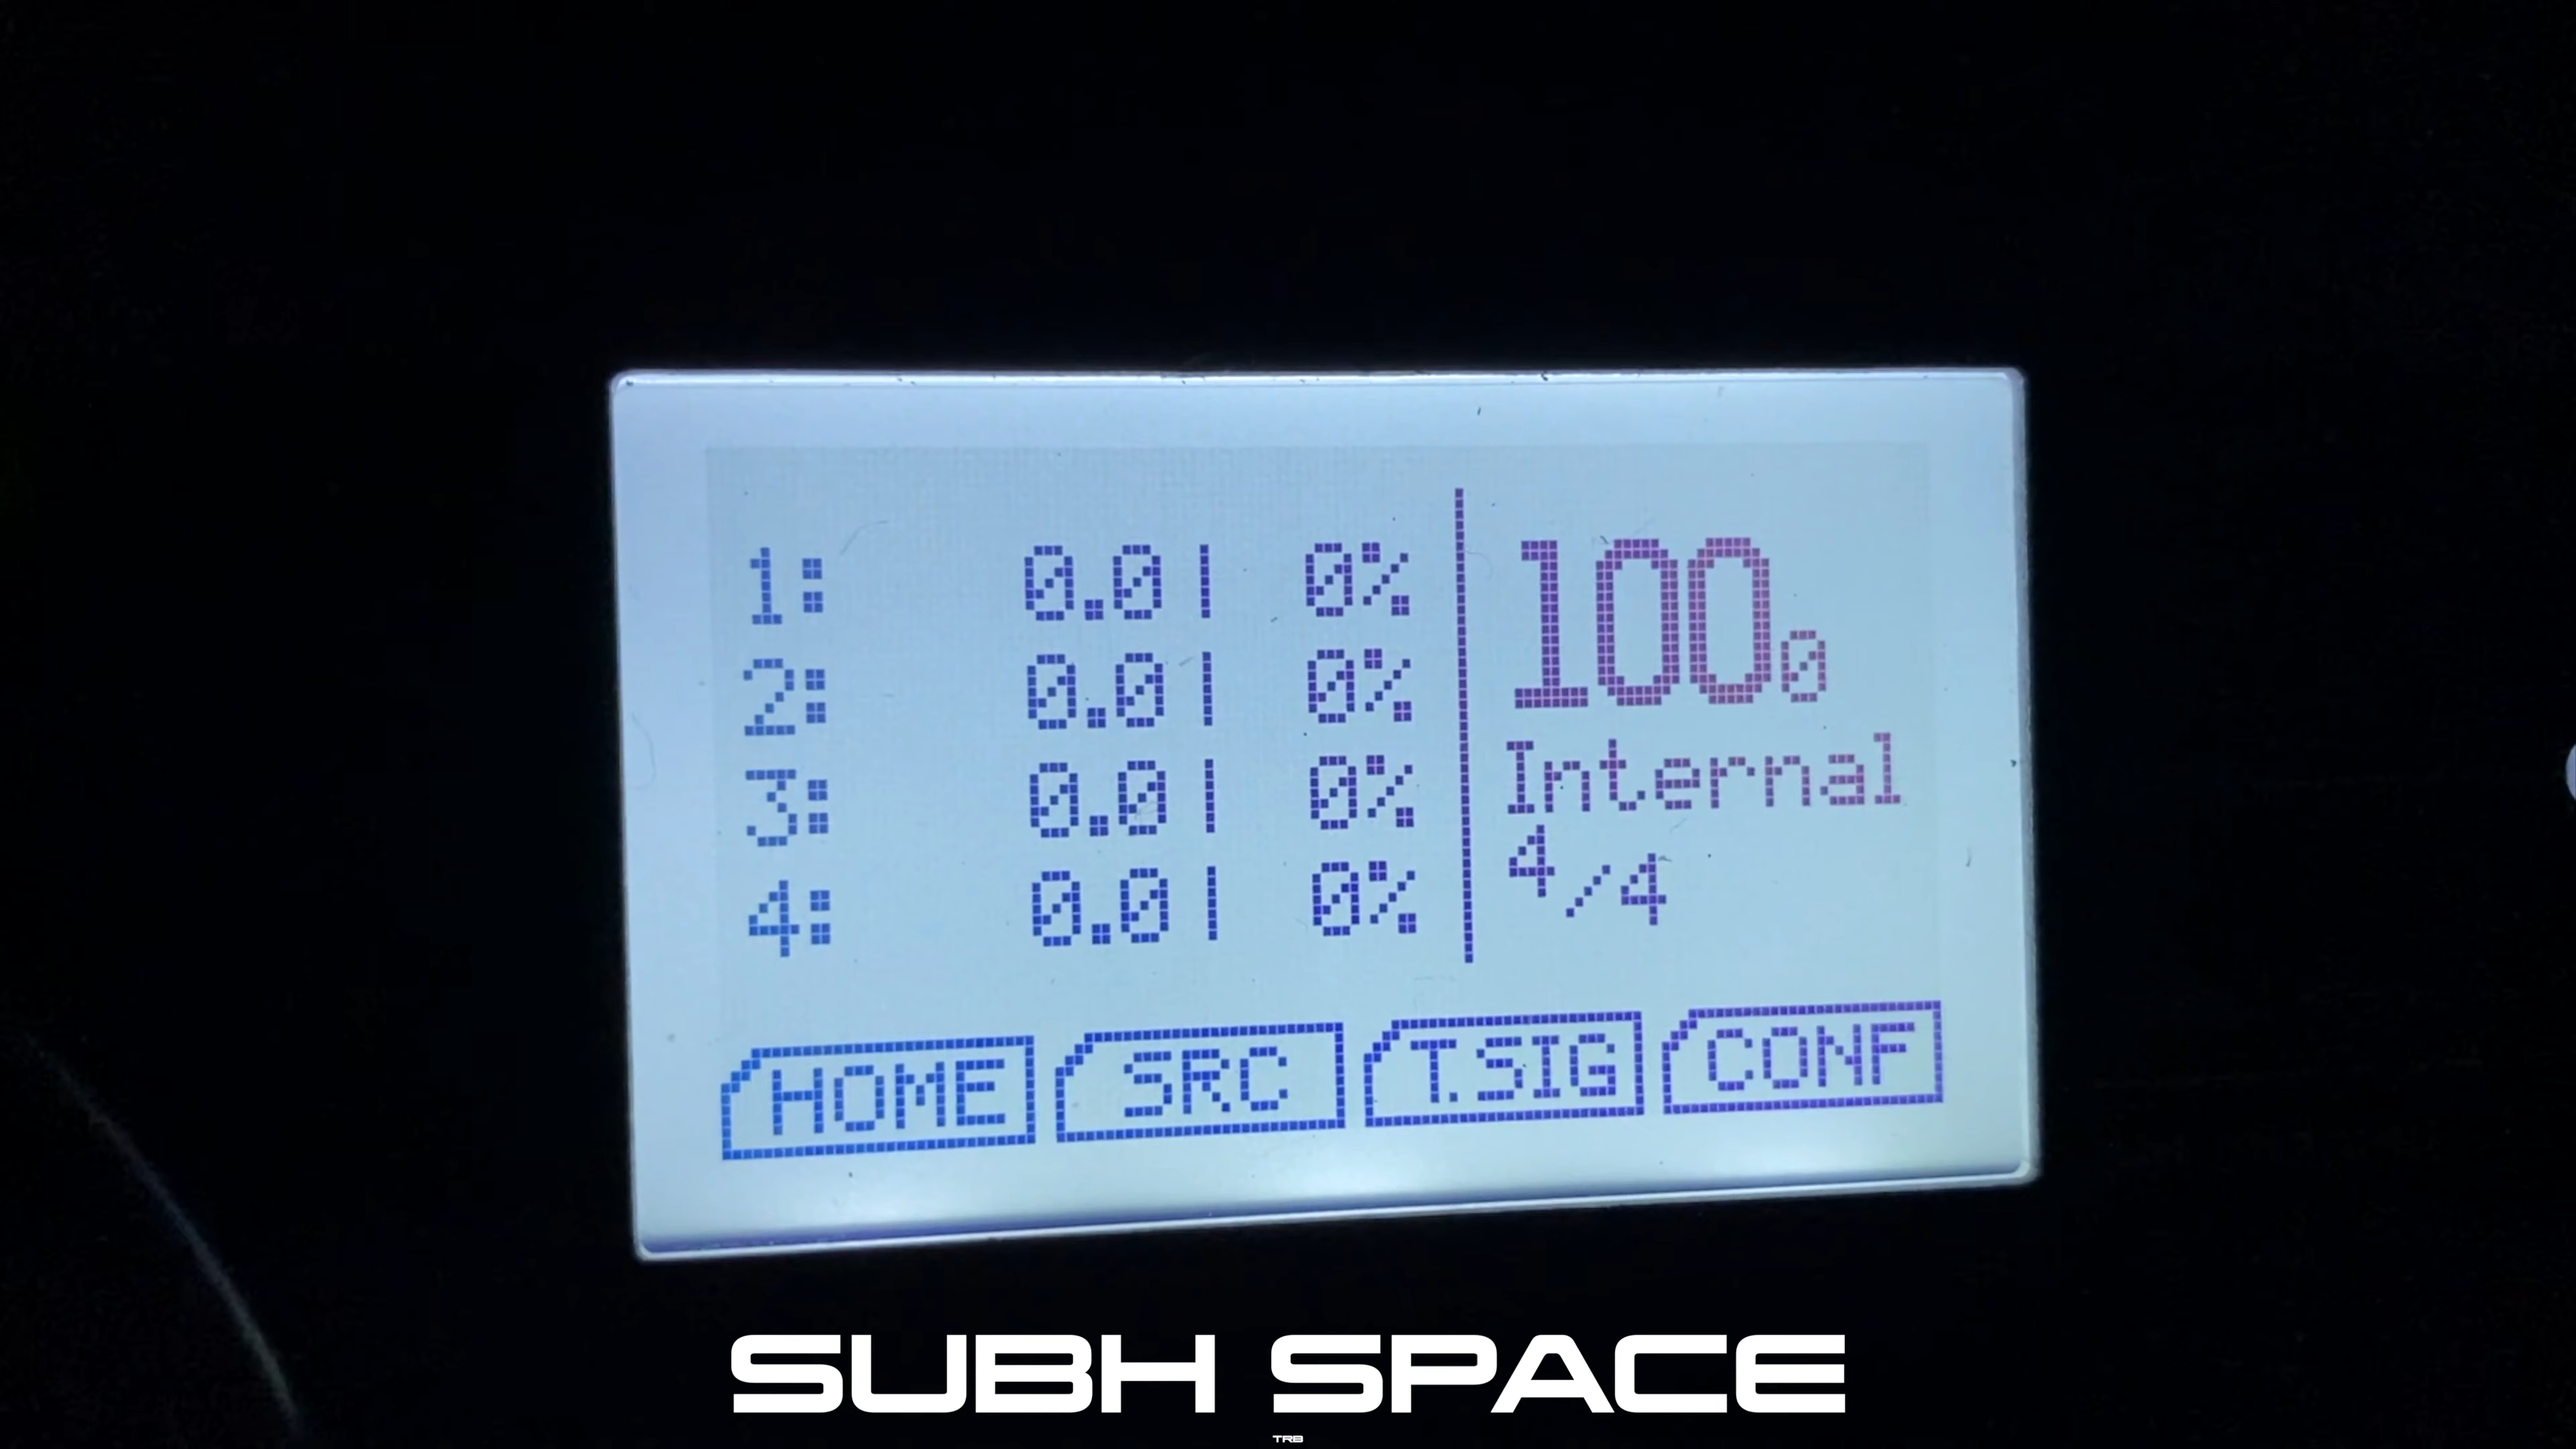 1: 0.0| 0%
2: 0.0| 0%
3: 0.0| 0%
4: 0.0| 0%
100 0
Internal
4/4
HOME SRC T.SIG CONF
SUBH SPACE
TRB